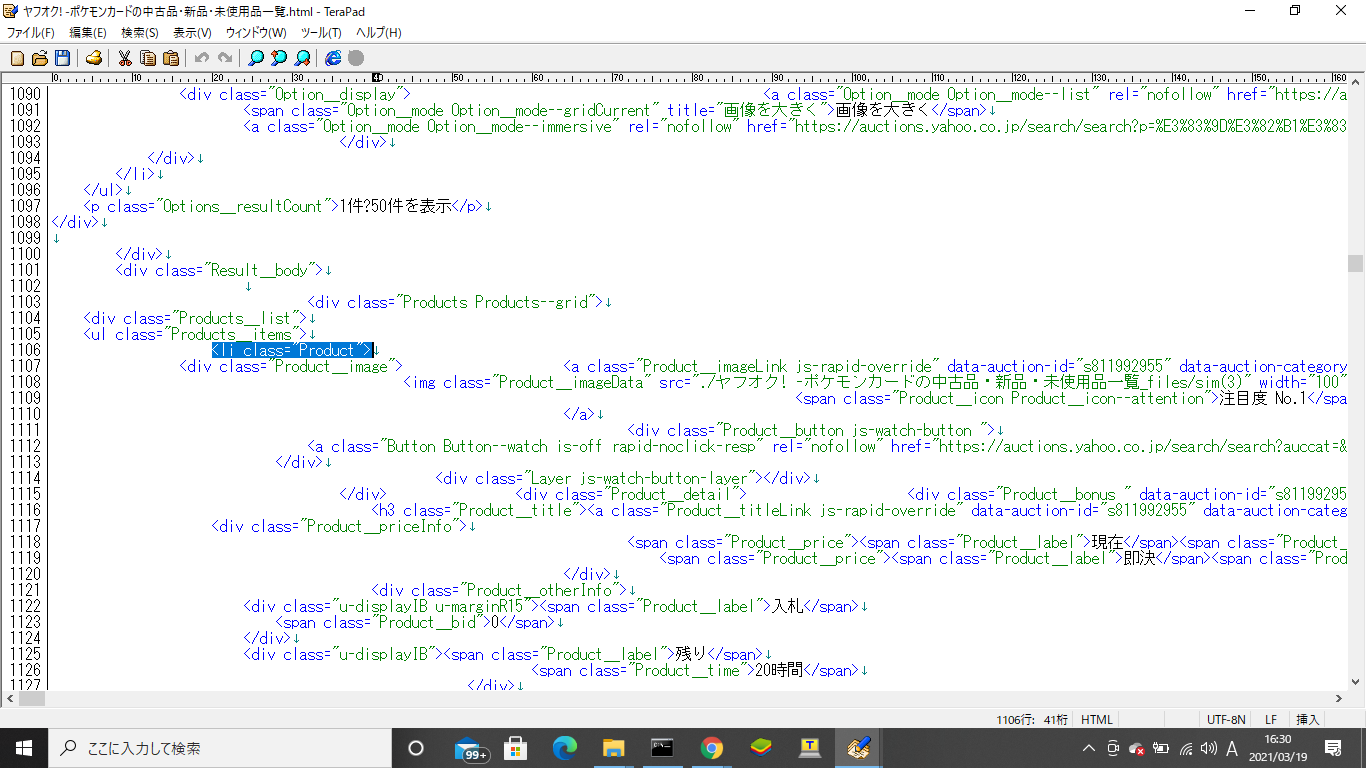 ヤフオク! -ポケモンカードの中古品・新品・未使用品一覧.html - TeraPad
ファイル(F) 編集(E) 検索(S) 表示(V) ウィンドウ(W) ツール(T) ヘルプ(H)
0 10 20 30 40 50 60 70 80 90 100 110 120 130 140 150 160
1090 <div class="Option__display"> <a class="Option__mode Option__mode--list" rel="nofollow" href="https://a
1091 <span class="Option__mode Option__mode--gridCurrent" title="画像を大きく">画像を大きく</span>↓
1092 <a class="Option__mode Option__mode--immersive" rel="nofollow" href="https://auctions.yahoo.co.jp/search/search?p=%E3%83%9D%E3%82%B1%E3%83
1093 </div>↓
1094 </div>↓
1095 </li>↓
1096 </ul>↓
1097 <p class="Options__resultCount">1件?50件を表示</p>↓
1098 </div>↓
1099 ↓
1100 </div>↓
1101 <div class="Result__body">↓
1102 ↓
1103 <div class="Products Products--grid">↓
1104 <div class="Products__list">↓
1105 <ul class="Products__items">↓
1106 <li class="Product">↓
1107 <div class="Product__image"> <a class="Product__imageLink js-rapid-override" data-auction-id="s811992955" data-auction-category
1108 <img class="Product__imageData" src="./ヤフオク! -ポケモンカードの中古品・新品・未使用品一覧_files/sim(3)" width="100"
1109 <span class="Product__icon Product__icon--attention">注目度 No.1</spa
1110 </a>↓
1111 <div class="Product__button js-watch-button ">↓
1112 <a class="Button Button--watch is-off rapid-noclick-resp" rel="nofollow" href="https://auctions.yahoo.co.jp/search/search?auccat=&
1113 </div>↓
1114 <div class="Layer js-watch-button-layer"></div>↓
1115 </div> <div class="Product__detail"> <div class="Product__bonus " data-auction-id="s81199295
1116 <h3 class="Product__title"><a class="Product__titleLink js-rapid-override" data-auction-id="s811992955" data-auction-categ
1117 <div class="Product__priceInfo">↓
1118 <span class="Product__price"><span class="Product__label">現在</span><span class="Product_
1119 <span class="Product__price"><span class="Product__label">即決</span><span class="Prod
1120 </div>↓
1121 <div class="Product__otherInfo">↓
1122 <div class="u-displayIB u-marginR15"><span class="Product__label">入札</span>↓
1123 <span class="Product__bid">0</span>↓
1124 </div>↓
1125 <div class="u-displayIB"><span class="Product__label">残り</span>↓
1126 <span class="Product__time">20時間</span>↓
1127 </div>↓
1106行: 41桁 HTML UTF-8N LF 挿入
ここに入力して検索 99+ A 16:30
2021/03/19